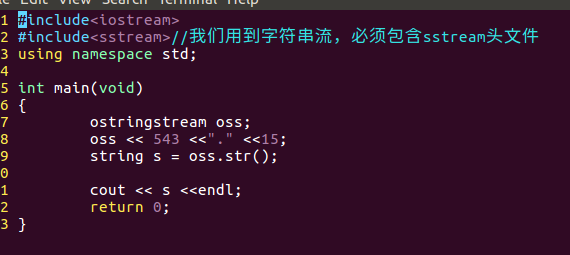 1 #include<iostream>
2 #include<sstream>//我们用到字符串流，必须包含sstream头文件
3 using namespace std;
4
5 int main(void)
6 {
7         ostringstream oss;
8         oss << 543 <<"." <<15;
9         string s = oss.str();
0
1         cout << s <<endl;
2         return 0;
3 }